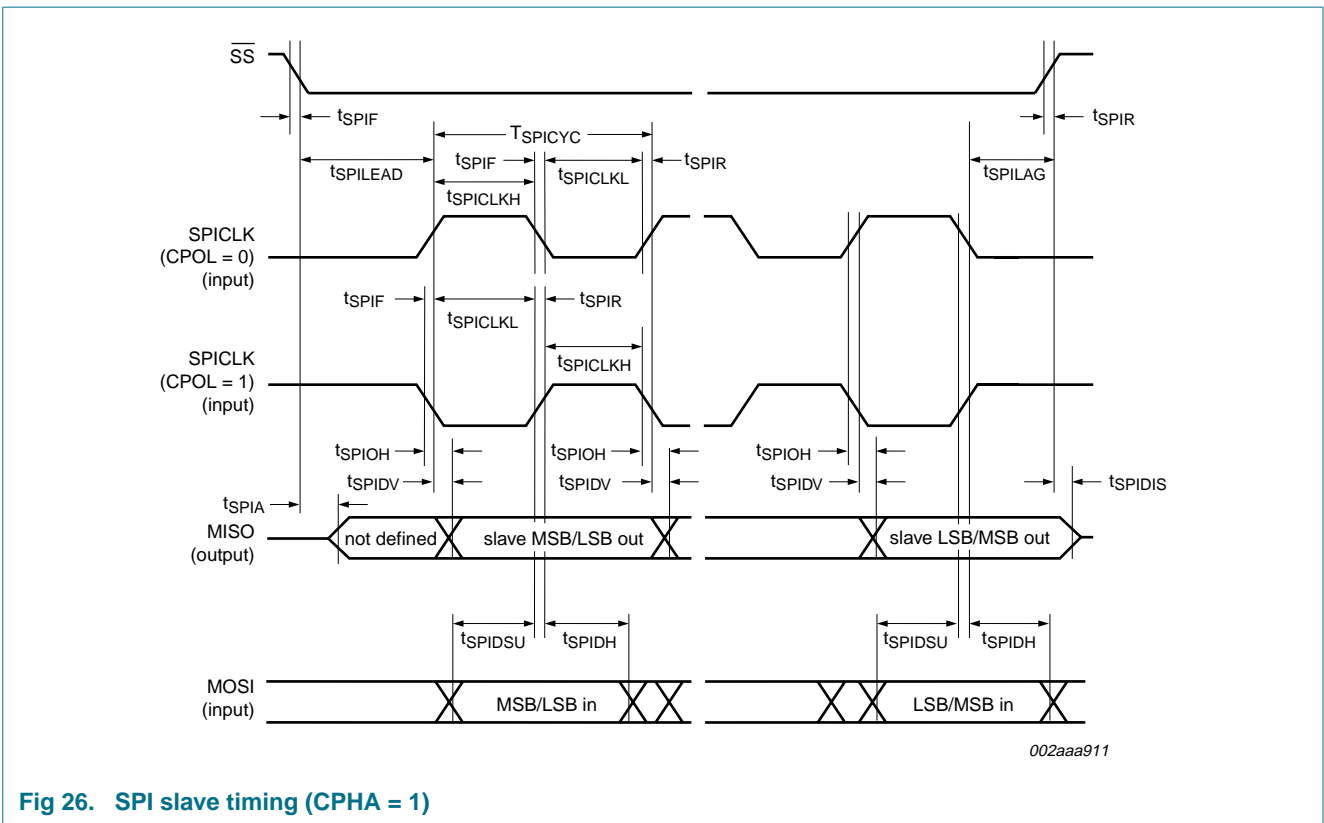 SS
tSPIF
tSPIR
TSPICYC
tSPIF
tSPIR
tSPILEAD
tSPICLKL
tSPILAG
tSPICLKH
SPICLK
(CPOL = 0)
(input)
tSPIF
tSPIR
tSPICLKL
SPICLK
(CPOL = 1)
(input)
tSPICLKH
tSPIOH
tSPIOH
tSPIOH
tSPIDV
tSPIDV
tSPIDV
tSPIDIS
tSPIA
MISO
(output)
not defined
slave MSB/LSB out
slave LSB/MSB out
tSPIDSU
tSPIDH
tSPIDSU
tSPIDH
MOSI
(input)
MSB/LSB in
LSB/MSB in
002aaa911
Fig 26. SPI slave timing (CPHA = 1)